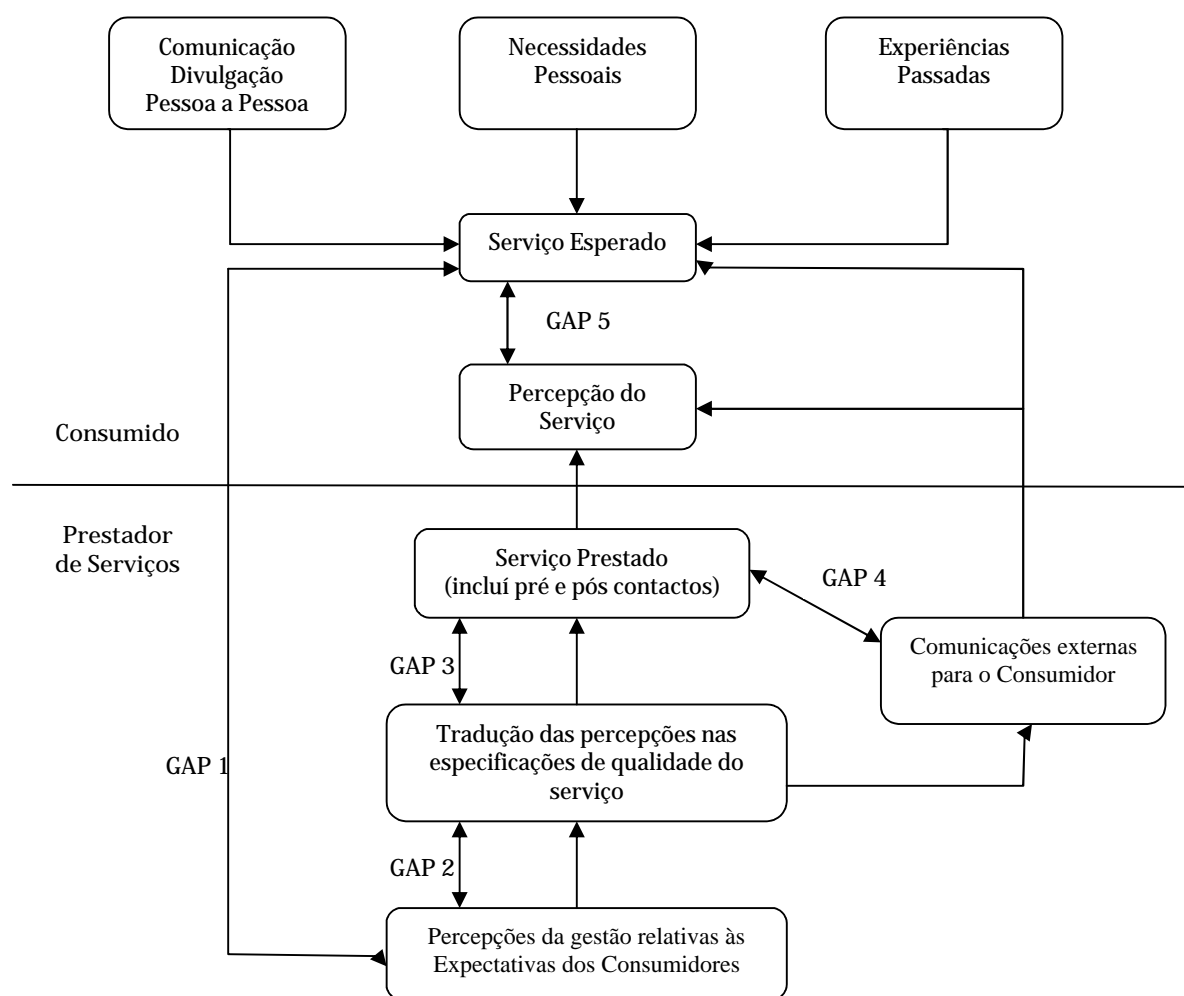 Comunicação
Divulgação
Pessoa a Pessoa
Necessidades
Pessoais
Experiências
Passadas
Serviço Esperado
GAP 5
Percepção do
Serviço
Consumido
Prestador
de Serviços
Serviço Prestado
(incluí pré e pós contactos)
GAP 4
Comunicações externas
para o Consumidor
GAP 3
Tradução das percepções nas
especificações de qualidade do
serviço
GAP 1
GAP 2
Percepções da gestão relativas às
Expectativas dos Consumidores